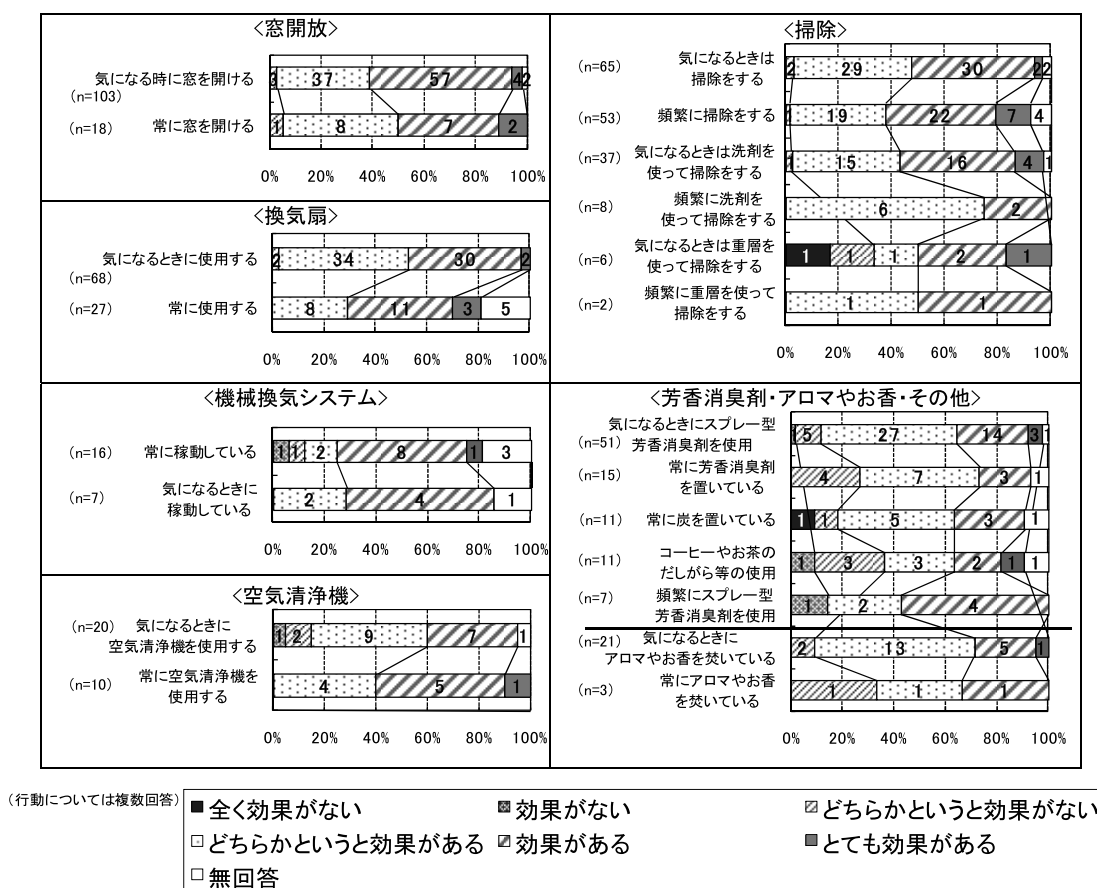 <窓開放>
気になる時に窓を開ける
(n=103)
3 37 57 4 2
(n=18) 常に窓を開ける
1 8 7 2
0% 20% 40% 60% 80% 100%
<換気扇>
気になるときに使用する
(n=68)
2 34 30 2
(n=27) 常に使用する
8 11 3 5
0% 20% 40% 60% 80% 100%
<機械換気システム>
(n=16) 常に稼動している
1 1 2 8 1 3
(n=7) 気になるときに
稼動している
2 4 1
0% 20% 40% 60% 80% 100%
<空気清浄機>
(n=20) 気になるときに
空気清浄機を使用する
1 2 9 7 1
(n=10) 常に空気清浄機を
使用する
4 5 1
0% 20% 40% 60% 80% 100%
<掃除>
(n=65) 気になるときは
掃除をする
2 29 30 2 2
(n=53) 頻繁に掃除をする
1 19 22 7 4
(n=37) 気になるときは洗剤を
使って掃除をする
1 15 16 4 1
(n=8) 頻繁に洗剤を
使って掃除をする
6 2
(n=6) 気になるときは重層を
使って掃除をする
1 1 1 2 1
(n=2) 頻繁に重層を使って
掃除をする
1 1
0% 20% 40% 60% 80% 100%
<芳香消臭剤・アロマやお香・その他>
気になるときにスプレー型
(n=51) 芳香消臭剤を使用
1 5 27 14 3 1
(n=15) 常に芳香消臭剤
を置いている
4 7 3 1
(n=11) 常に炭を置いている
1 1 5 3 1
(n=11) コーヒーやお茶の
だしがら等の使用
1 3 3 2 1 1
(n=7) 頻繁にスプレー型
芳香消臭剤を使用
1 2 4
(n=21) 気になるときに
アロマやお香を焚いている
2 13 5 1
(n=3) 常にアロマやお香
を焚いている
1 1 1
0% 20% 40% 60% 80% 100%
(行動については複数回答)
全く効果がない 効果がない どちらかというと効果がない
どちらかというと効果がある 効果がある とても効果がある
無回答